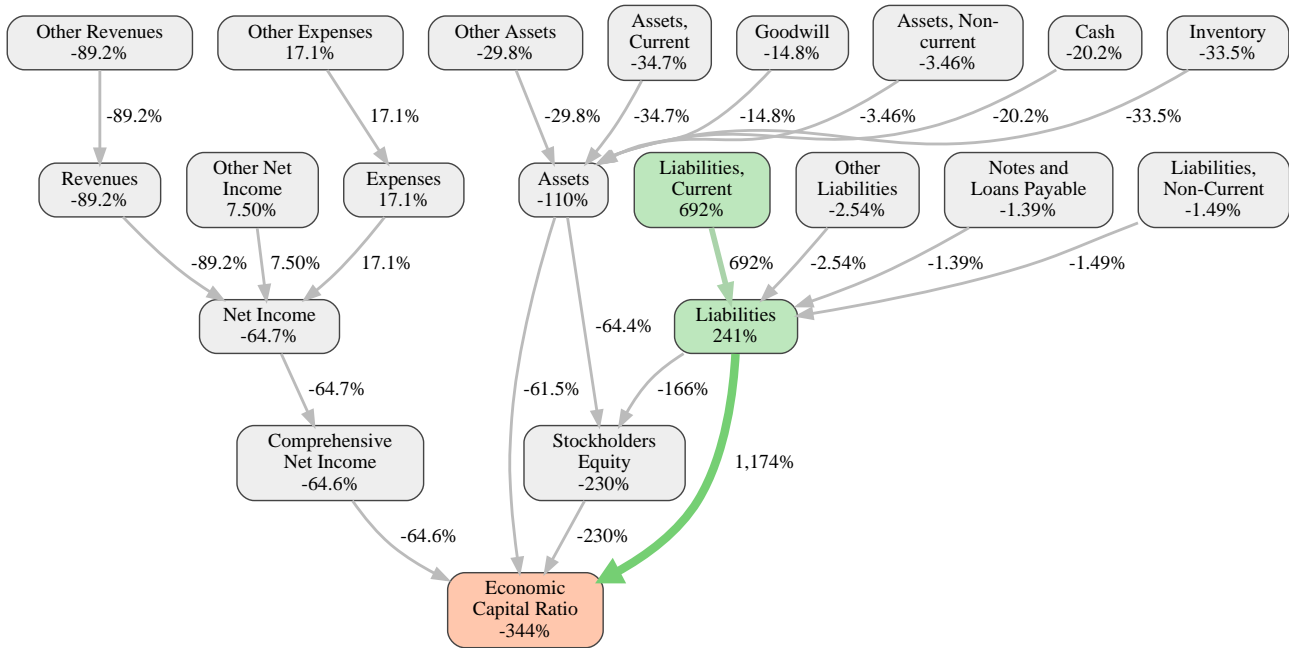 Other Revenues
-89.2%
Other Expenses
17.1%
Other Assets
-29.8%
Assets,
Current
-34.7%
Goodwill
-14.8%
Assets, Non-
current
-3.46%
Cash
-20.2%
Inventory
-33.5%
-89.2%
17.1%
-29.8%
-34.7%
-14.8%
-3.46%
-20.2%
-33.5%
Revenues
-89.2%
Other Net
Income
7.50%
Expenses
17.1%
Assets
-110%
Liabilities,
Current
692%
Other
Liabilities
-2.54%
Notes and
Loans Payable
-1.39%
Liabilities,
Non-Current
-1.49%
-89.2%
7.50%
17.1%
692%
-2.54%
-1.39%
-1.49%
Net Income
-64.7%
-64.4%
Liabilities
241%
-64.7%
-61.5%
-166%
Comprehensive
Net Income
-64.6%
Stockholders
Equity
-230%
1,174%
-64.6%
-230%
Economic
Capital Ratio
-344%